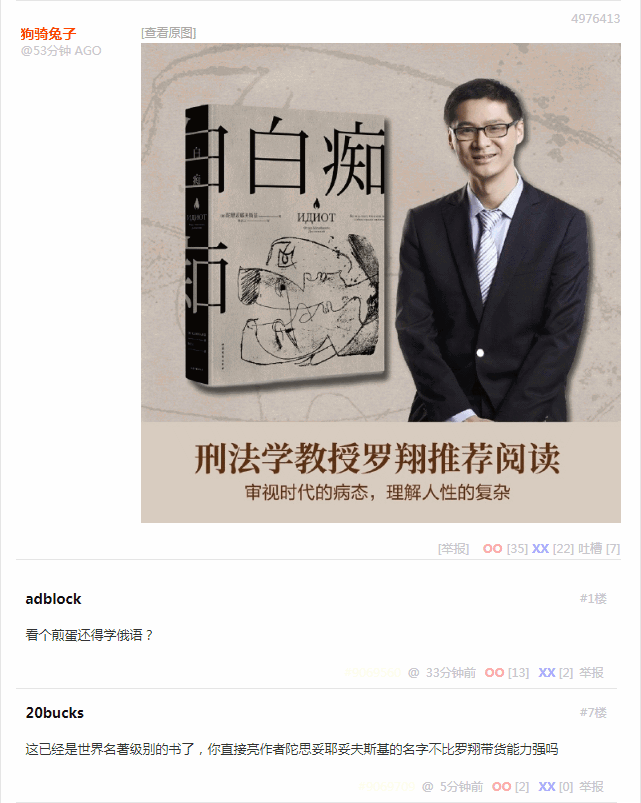 狗骑兔子
@53分钟 AGO
4976413
[查看原图]
白痴
白
痴
ИДИОТ
刑法学教授罗翔推荐阅读
审视时代的病态，理解人性的复杂
[举报] OO [35] XX [22] 吐槽 [7]
adblock
#1楼
看个煎蛋还得学俄语？
@ 33分钟前 OO [13] XX [2] 举报
20bucks
#7楼
这已经是世界名著级别的书了，你直接亮作者陀思妥耶妥夫斯基的名字不比罗翔带货能力强吗
@ 5分钟前 OO [2] XX [0] 举报